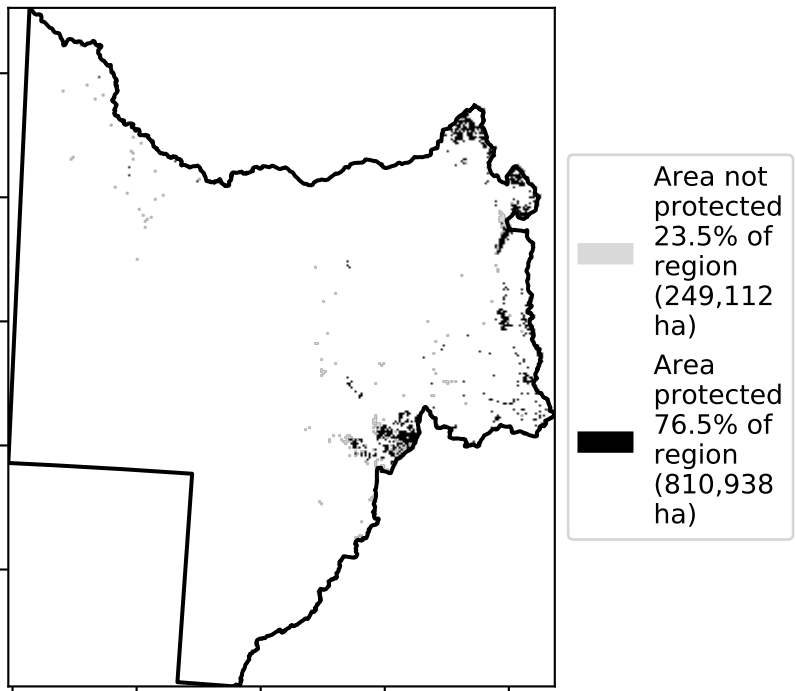 Area not
protected
23.5% of
region
(249,112
ha)
Area
protected
76.5% of
region
(810,938
ha)